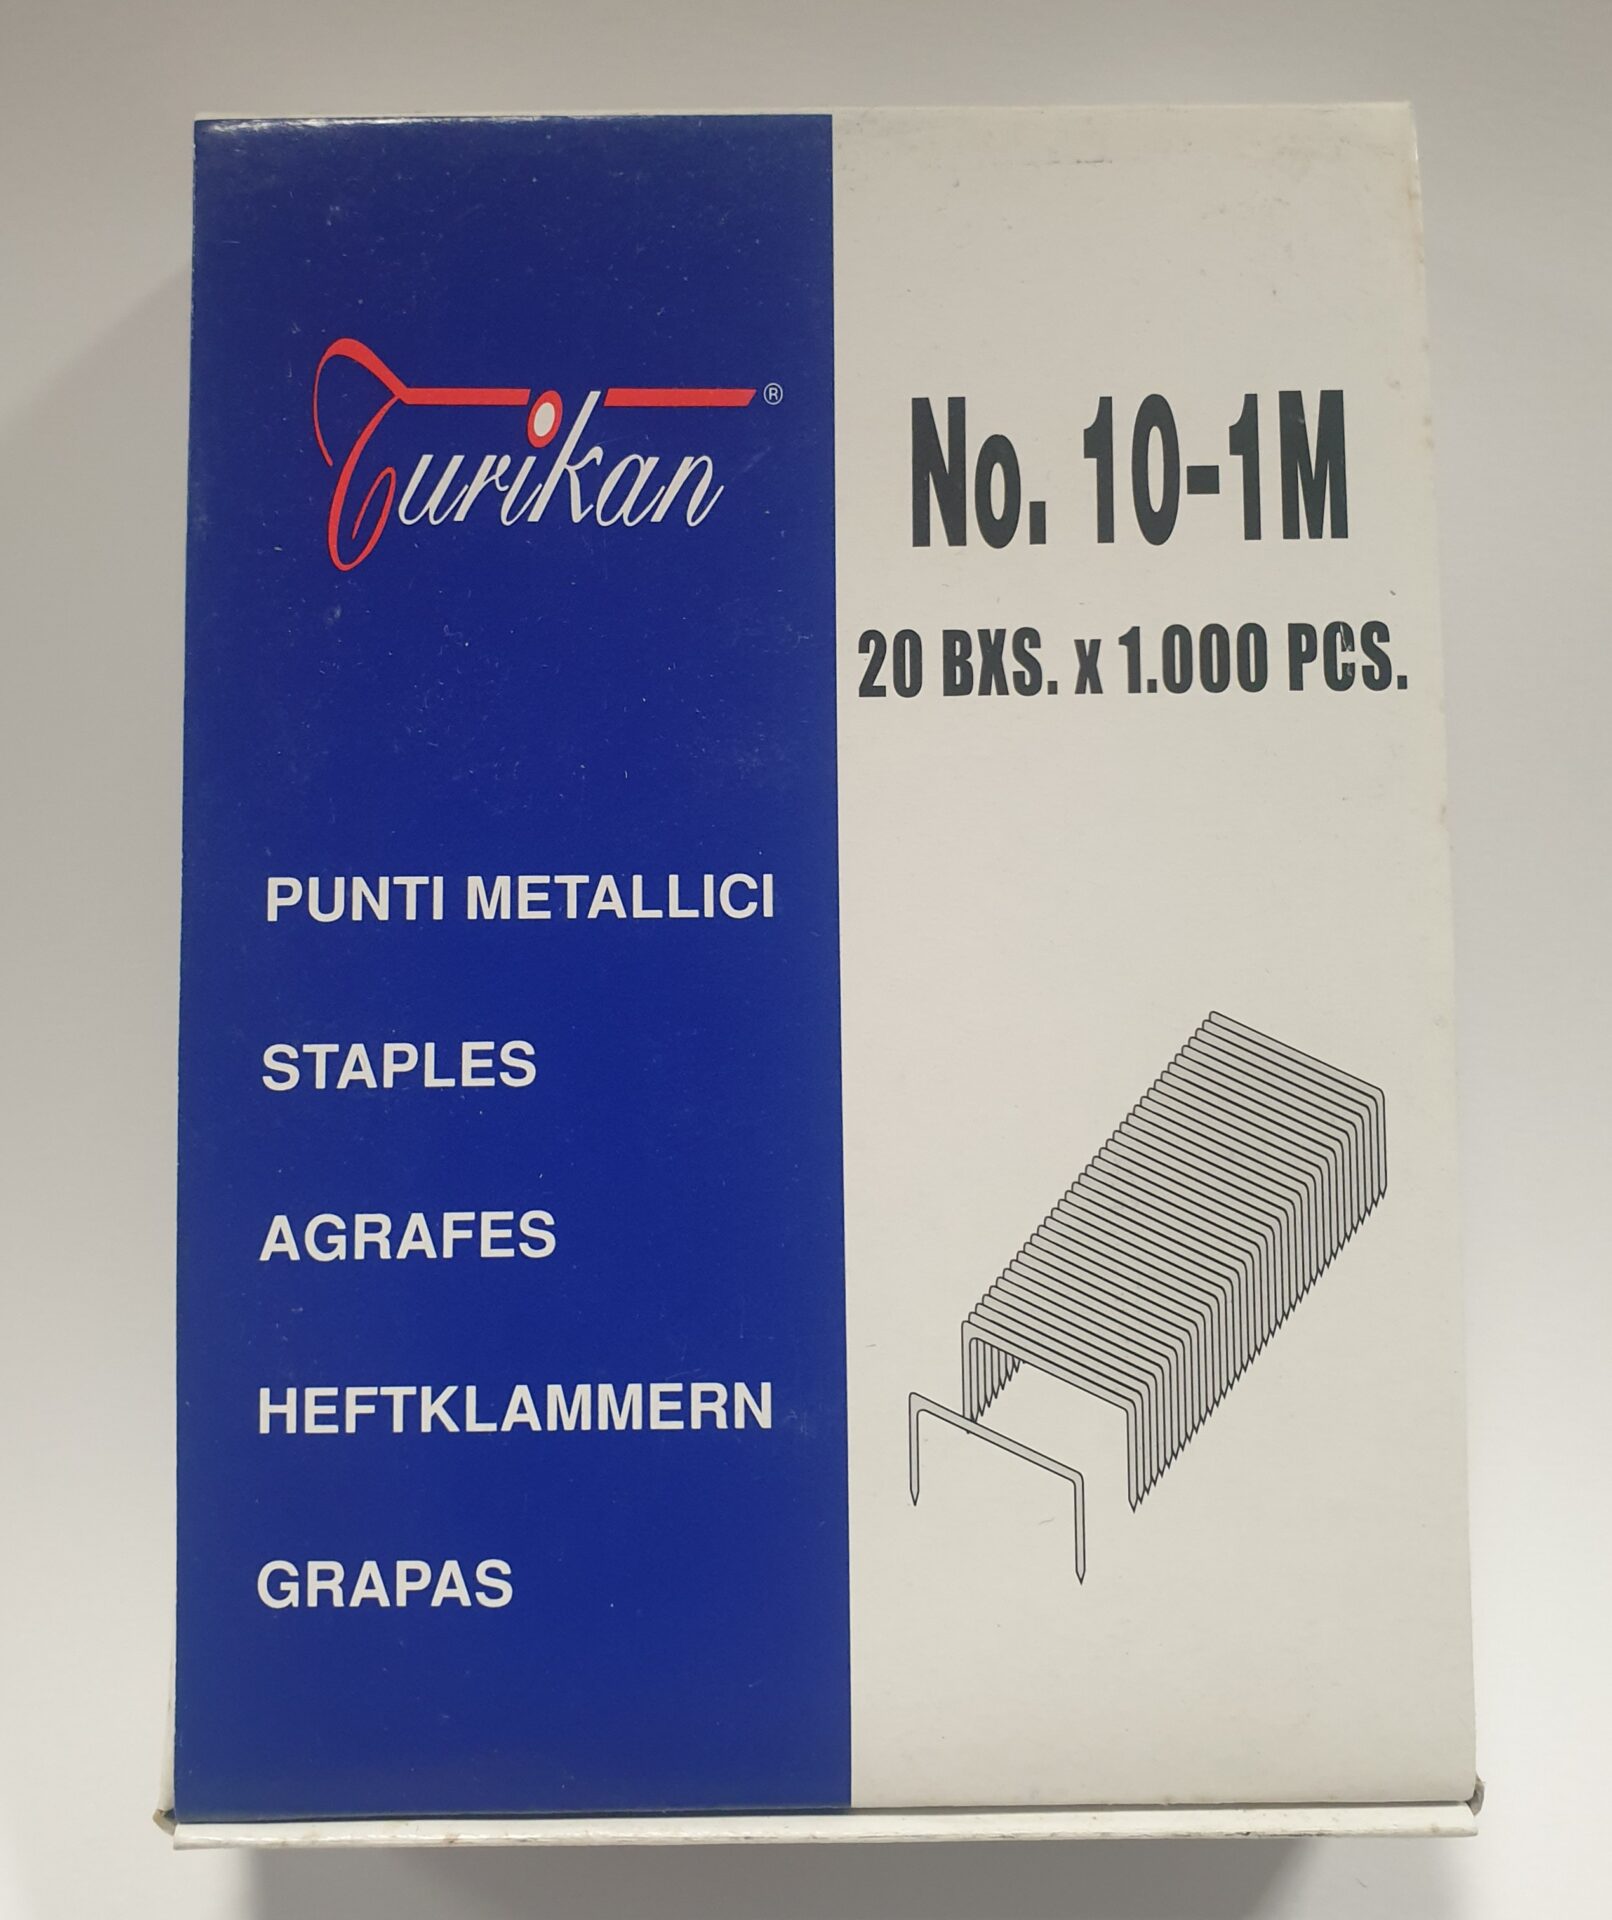 Turikan®
No. 10-1M
20 BXS. x 1.000 PCS.
PUNTI METALLICI
STAPLES
AGRAFES
HEFTKLAMMERN
GRAPAS